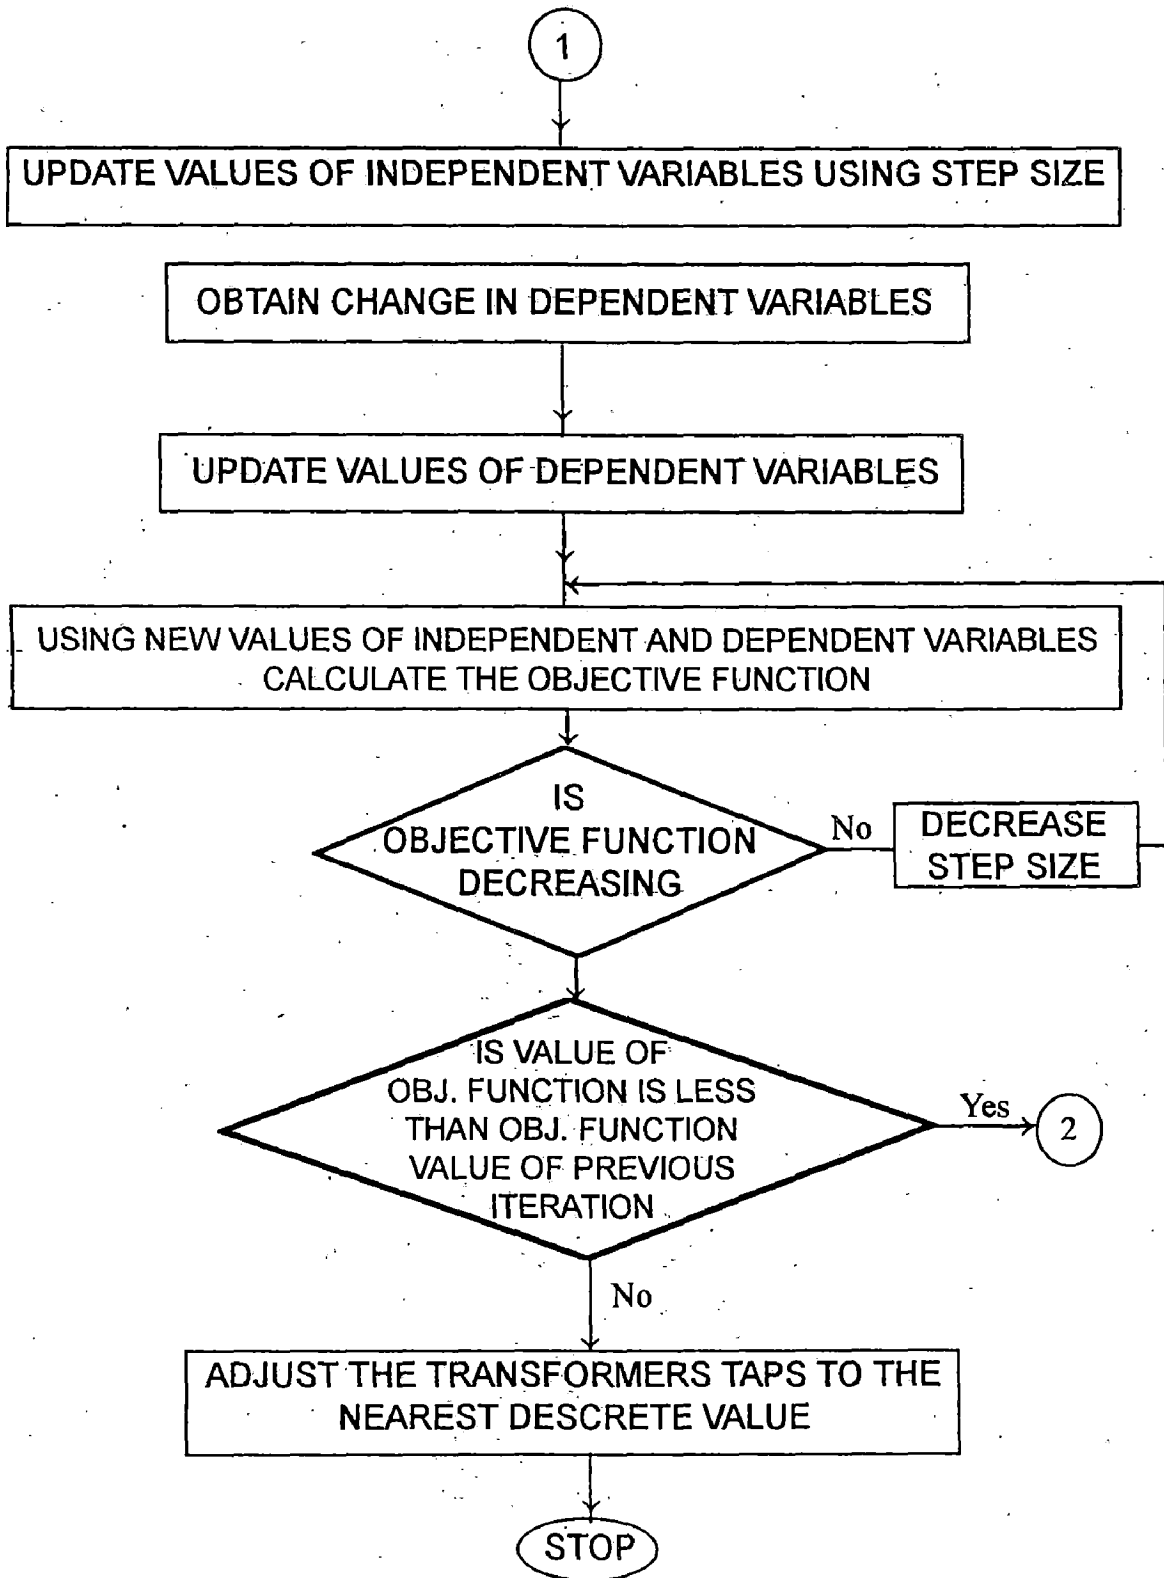 1
UPDATE VALUES OF INDEPENDENT VARIABLES USING STEP SIZE
OBTAIN CHANGE IN DEPENDENT VARIABLES
UPDATE VALUES OF DEPENDENT VARIABLES
USING NEW VALUES OF INDEPENDENT AND DEPENDENT VARIABLES
CALCULATE THE OBJECTIVE FUNCTION
IS
OBJECTIVE FUNCTION
DECREASING
No
DECREASE
STEP SIZE
IS VALUE OF
OBJ. FUNCTION IS LESS
THAN OBJ. FUNCTION
VALUE OF PREVIOUS
ITERATION
Yes
2
No
ADJUST THE TRANSFORMERS TAPS TO THE
NEAREST DESCRETE VALUE
STOP